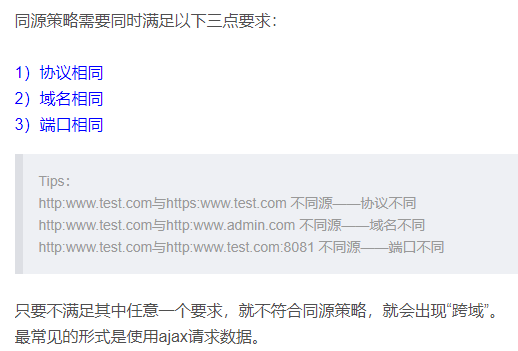 同源策略需要同时满足以下三点要求：
1）协议相同
2）域名相同
3）端口相同
Tips：
http:www.test.com与https:www.test.com 不同源——协议不同
http:www.test.com与http:www.admin.com 不同源——域名不同
http:www.test.com与http:www.test.com:8081 不同源——端口不同
只要不满足其中任意一个要求，就不符合同源策略，就会出现“跨域”。
最常见的形式是使用ajax请求数据。